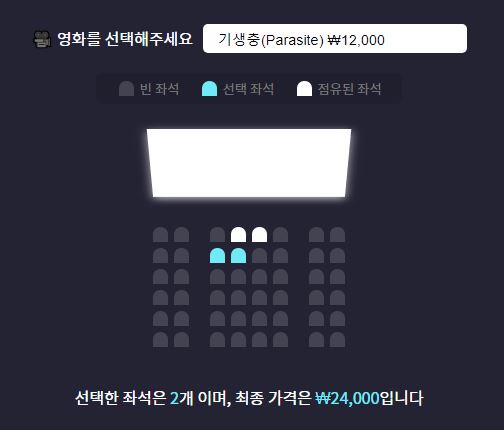 영화를 선택해주세요 기생충(Parasite) ₩12,000
빈 좌석 선택 좌석 점유된 좌석
선택한 좌석은 2개 이며, 최종 가격은 ₩24,000입니다